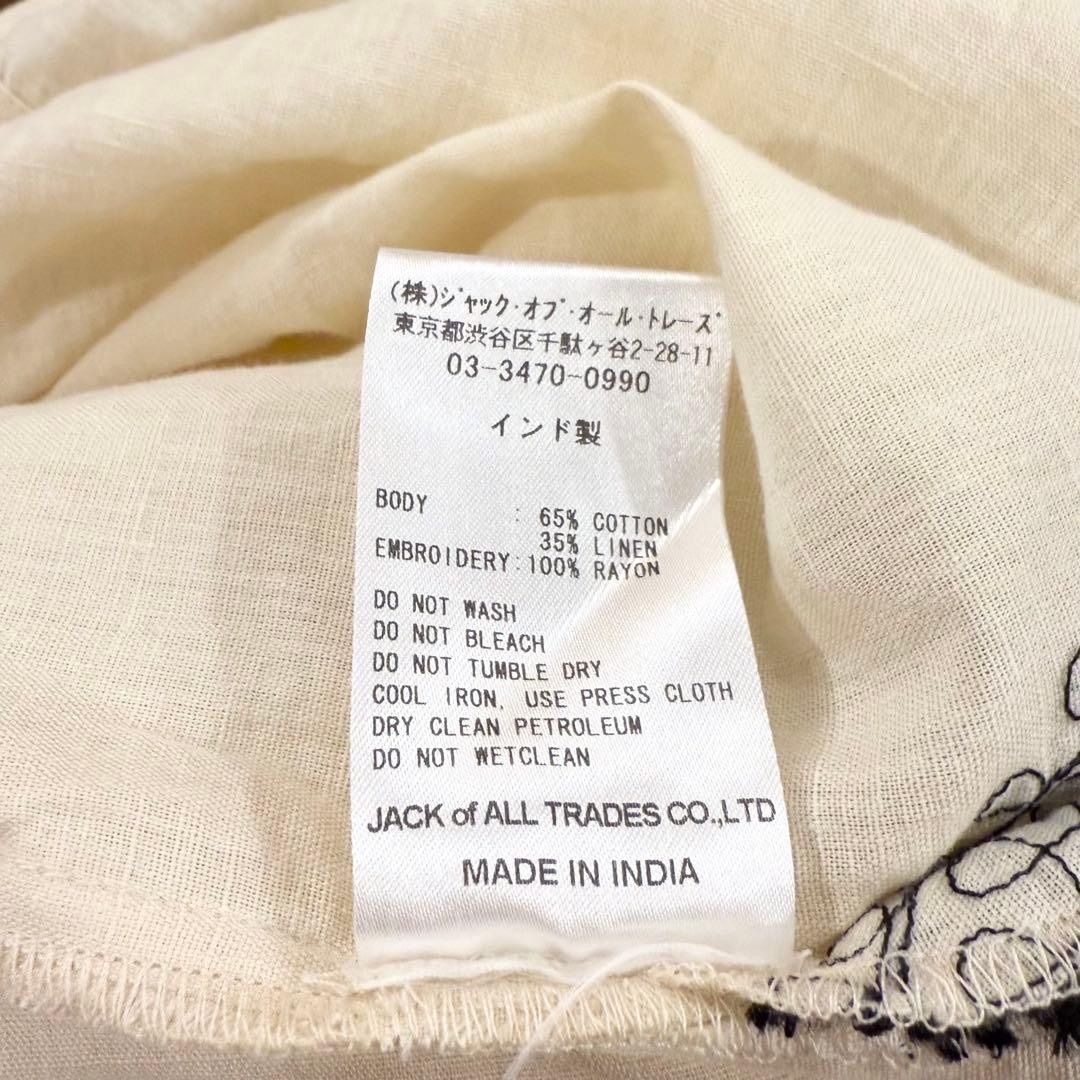 (株)ジャック・オブ・オール・トレーズ
東京都渋谷区千駄ヶ谷2-28-11
03-3470-0990
インド製
BODY : 65% COTTON
35% LINEN
EMBROIDERY:100% RAYON
DO NOT WASH
DO NOT BLEACH
DO NOT TUMBLE DRY
COOL IRON, USE PRESS CLOTH
DRY CLEAN PETROLEUM
DO NOT WETCLEAN
JACK of ALL TRADES CO.,LTD
MADE IN INDIA